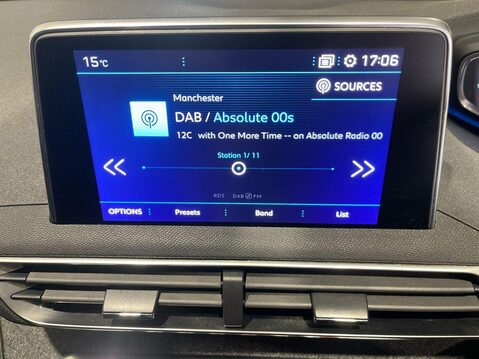 15°C
17:06
SOURCES
Manchester
DAB / Absolute 00s
12C with One More Time -- on Absolute Radio 00
Station 1/ 11
RDS DAB FM
OPTIONS Presets Band List